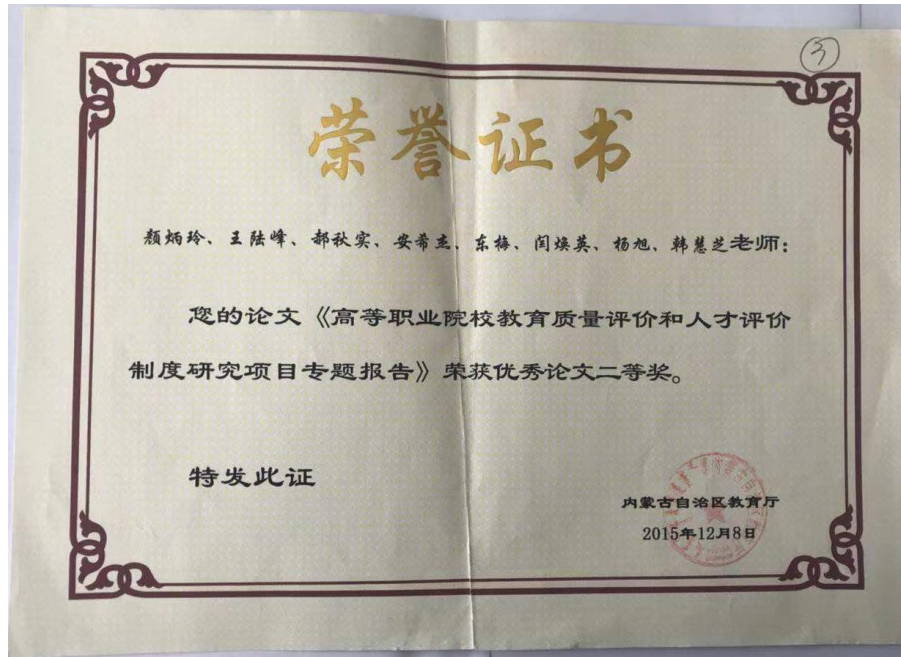 ③
荣誉证书
颜炳玲、王陆峰、郝秋实、安希杰、东梅、闫焕英、杨旭、韩慧芝老师：
您的论文《高等职业院校教育质量评价和人才评价
制度研究项目专题报告》荣获优秀论文二等奖。
特发此证
内蒙古自治区教育厅
2015年12月8日